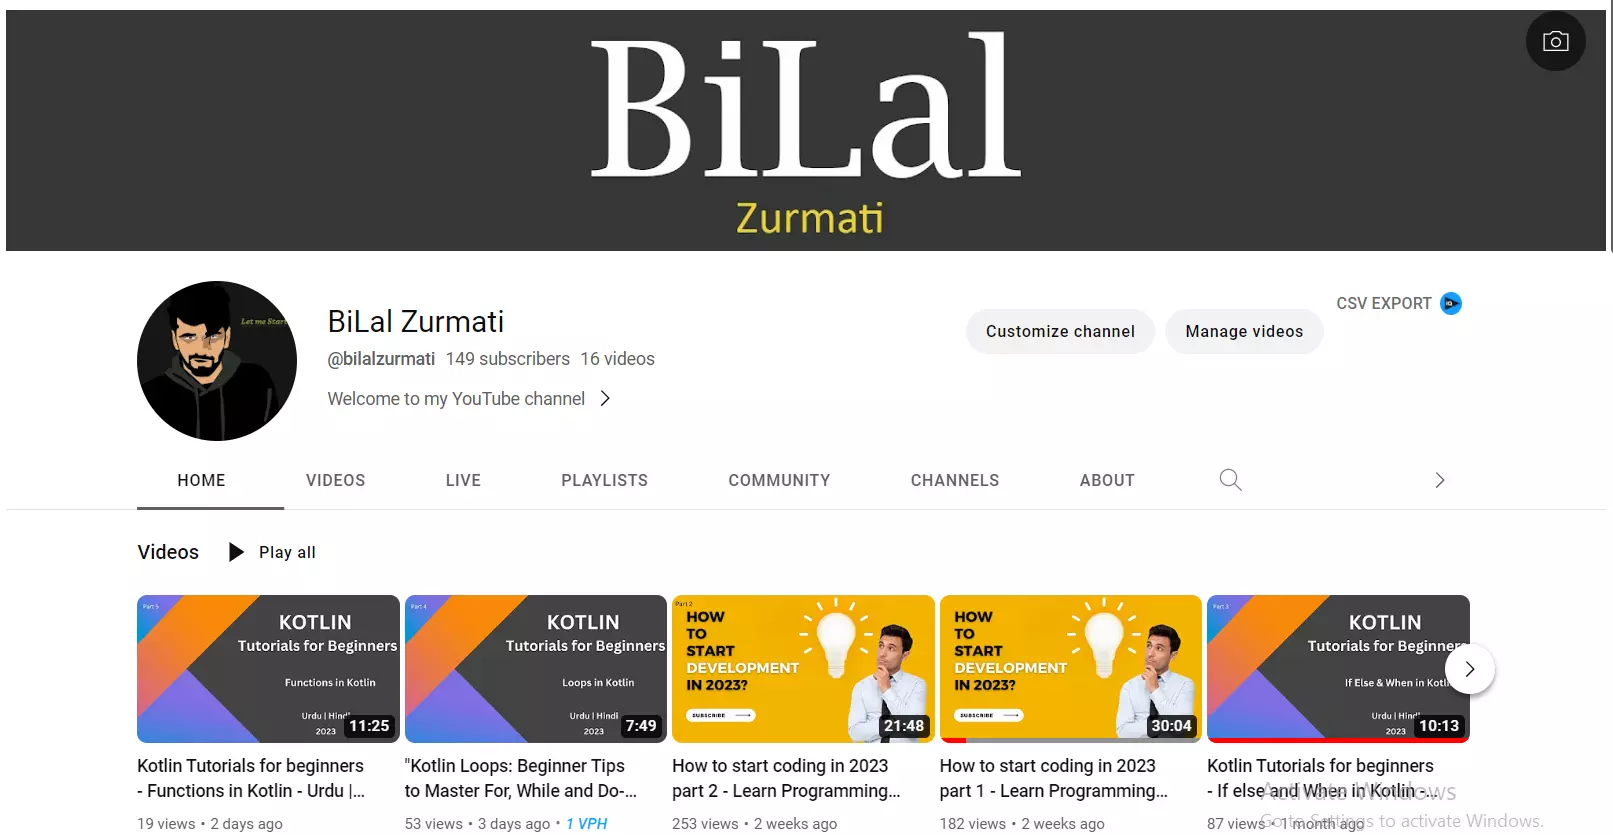 BiLal
Zurmati
Let me Start
BiLal Zurmati
CSV EXPORT
Customize channel
Manage videos
@bilalzurmati 149 subscribers 16 videos
Welcome to my YouTube channel
HOME VIDEOS LIVE PLAYLISTS COMMUNITY CHANNELS ABOUT
Videos Play all
Part 5
KOTLIN
Tutorials for Beginners
Functions in Kotlin
Urdu | Hindi
2023
11:25
Kotlin Tutorials for beginners
- Functions in Kotlin - Urdu |...
19 views • 2 days ago
Part 4
KOTLIN
Tutorials for Beginners
Loops in Kotlin
Urdu | Hindi
2023
7:49
"Kotlin Loops: Beginner Tips
to Master For, While and Do-...
53 views • 3 days ago • 1 VPH
Part 2
HOW
TO
START
DEVELOPMENT
IN 2023?
SUBSCRIBE
21:48
How to start coding in 2023
part 2 - Learn Programming...
253 views • 2 weeks ago
HOW
TO
START
DEVELOPMENT
IN 2023?
SUBSCRIBE
30:04
How to start coding in 2023
part 1 - Learn Programming...
182 views • 2 weeks ago
Part 3
KOTLIN
Tutorials for Beginners
If Else & When in Kotlin
Urdu | Hindi
2023
10:13
Kotlin Tutorials for beginners
- If else and When in Kotlin -...
87 views • 1 month ago
Activate Windows
Go to Settings to activate Windows.